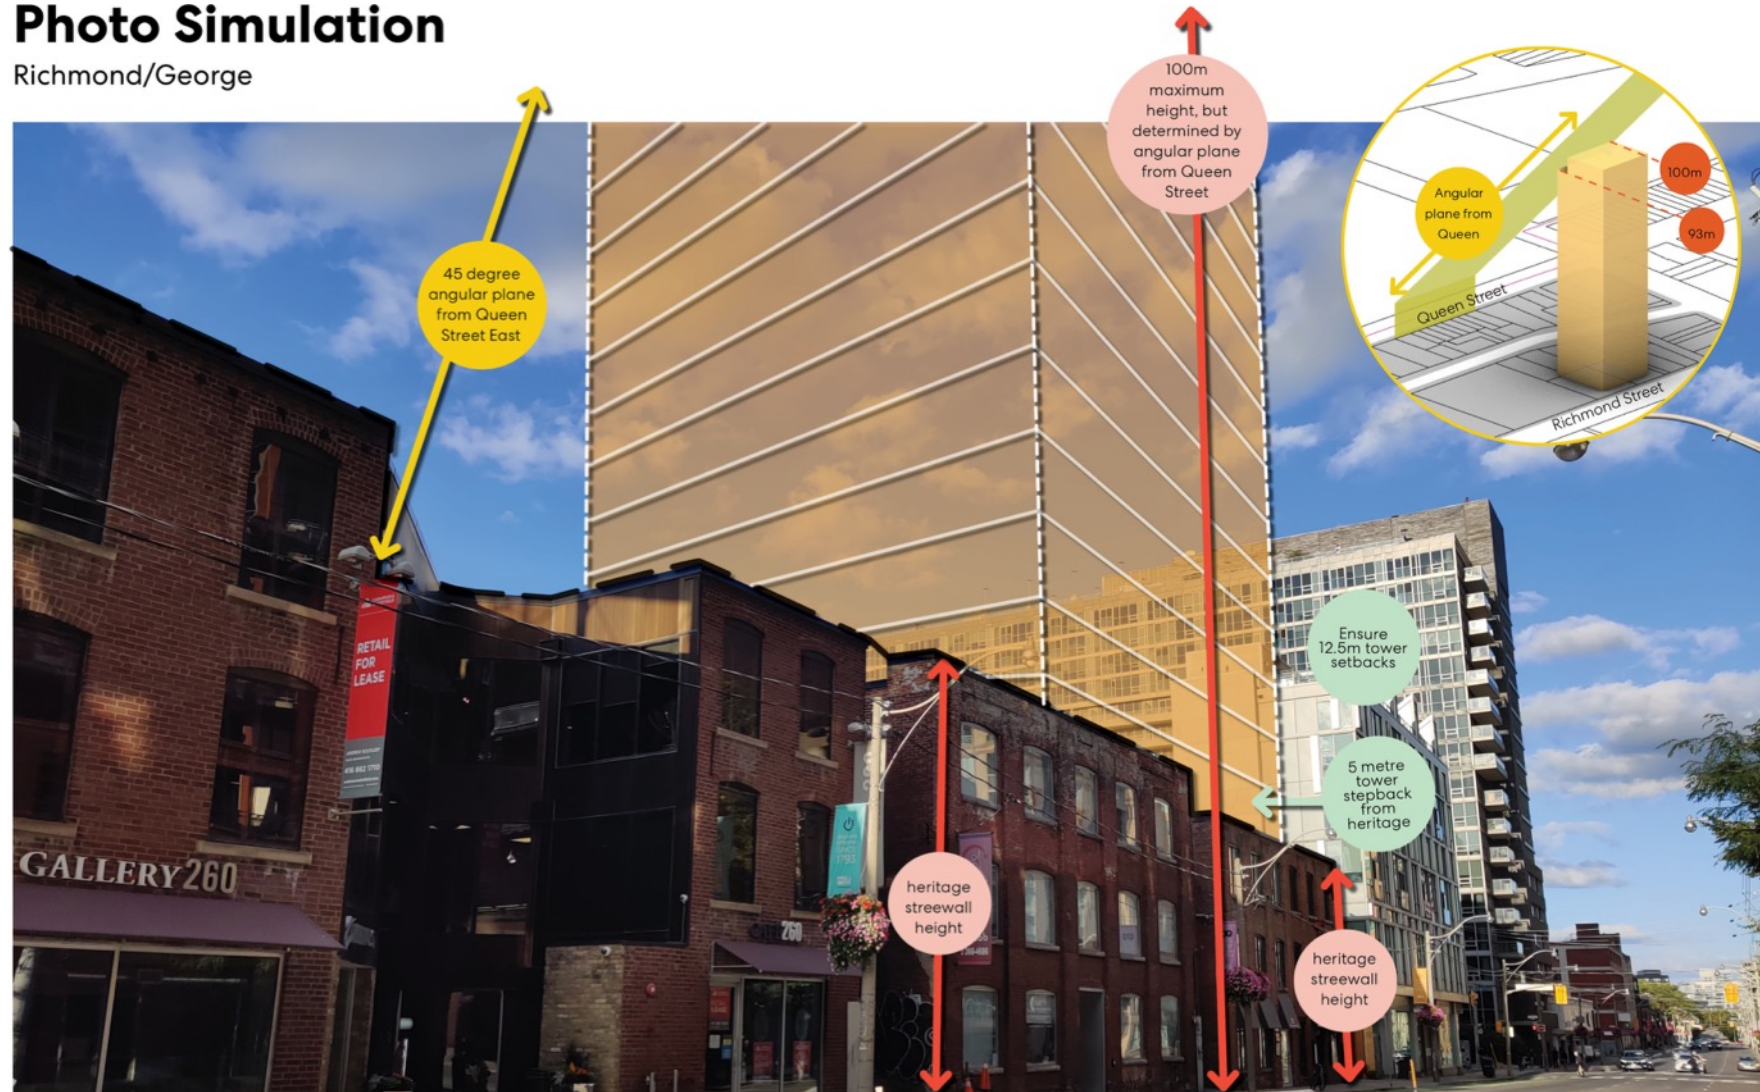 Photo Simulation
Richmond/George
100m
maximum
height, but
determined by
angular plane
from Queen
Street
45 degree
angular plane
from Queen
Street East
Angular
plane from
Queen
100m
93m
Queen Street
Richmond Street
Ensure
12.5m tower
setbacks
5 metre
tower
stepback
from
heritage
RETAIL
FOR
LEASE
GALLERY 260
260
SINCE
1793
heritage
streewall
height
heritage
streewall
height